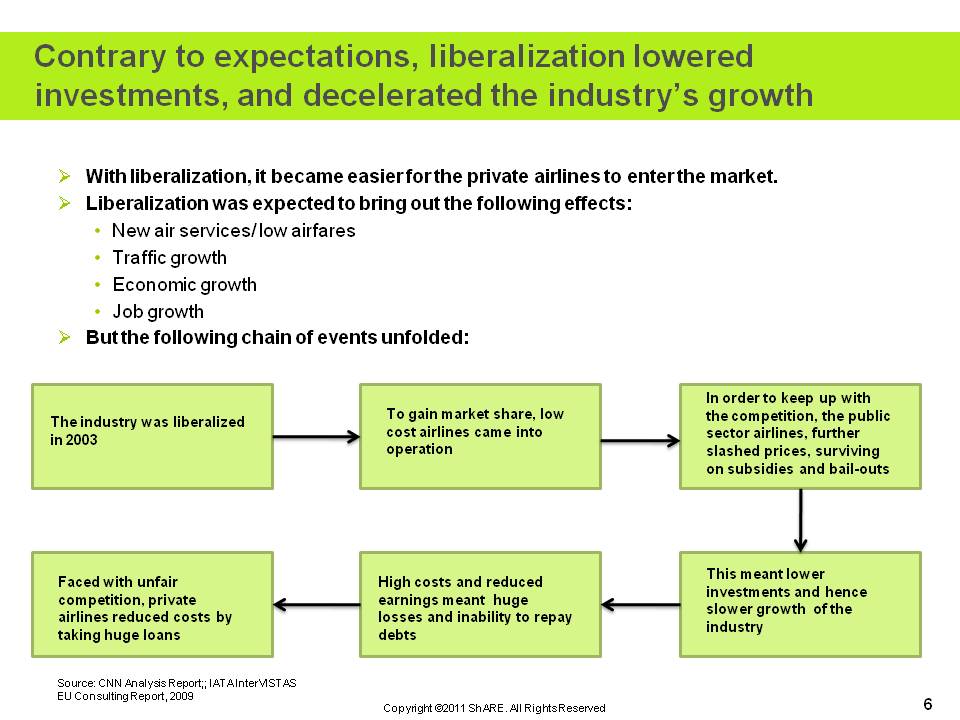 Contrary to expectations, liberalization lowered
investments, and decelerated the industry's growth
With liberalization, it became easier for the private airlines to enter the market.
Liberalization was expected to bring out the following effects:
New air services/ low airfares
Traffic growth
Economic growth
Job growth
But the following chain of events unfolded:
The industry was liberalized
in 2003
To gain market share, low
cost airlines came into
operation
In order to keep up with
the competition, the public
sector airlines, further
slashed prices, surviving
on subsidies and bail-outs
This meant lower
investments and hence
slower growth of the
industry
High costs and reduced
earnings meant huge
losses and inability to repay
debts
Faced with unfair
competition, private
airlines reduced costs by
taking huge loans
Source: CNN Analysis Report;; IATA InterVISTAS
EU Consulting Report, 2009
Copyright ©2011 ShARE. All Rights Reserved
6